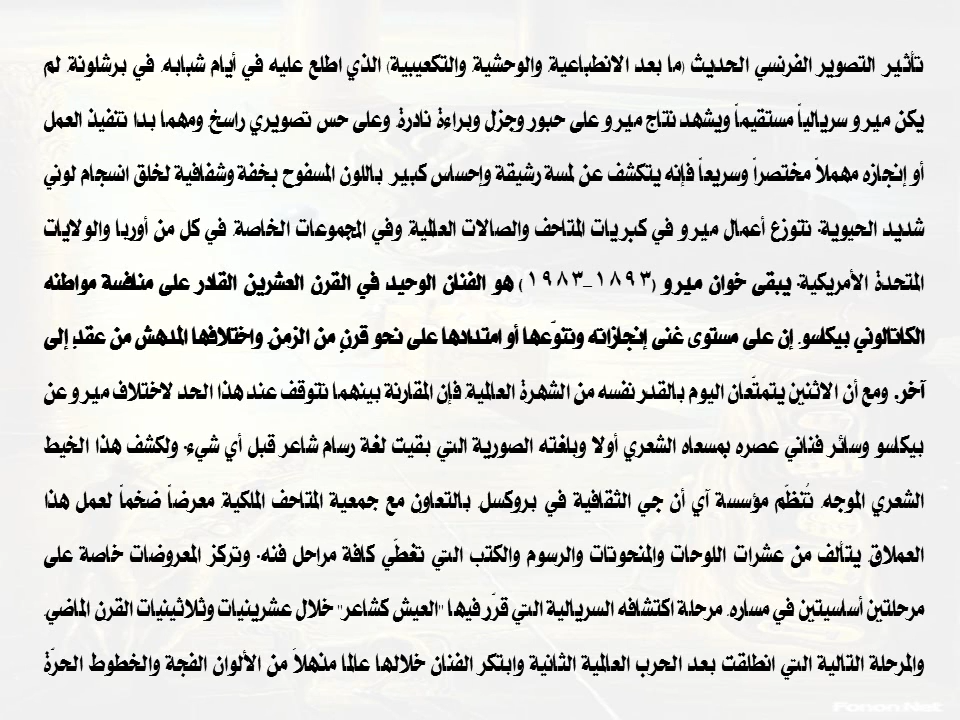 تأثير التصوير الفرنسي الحديث (ما بعد الانطباعية والوحشية والتكعيبية) الذي اطلع عليه في أيام شبابه في برشلونة. لم
يكن ميرو سريالياً مستقيماً ويشهد نتاج ميرو على حبور وجزل وبراءة نادرة وعلى حس تصويري راسخ ومهما بدا تنفيذ العمل
أو إنجازه مهملاً مختصراً وسريعاً فإنه يتكشف عن لمسة رشيقة وإحساس كبير باللون المسفوح بخفة وشفافية لخلق انسجام لوني
شديد الحيوية. تتوزع أعمال ميرو في كبريات المتاحف والصالات العالمية وفي المجموعات الخاصة في كل من أوربا والولايات
المتحدة الأمريكية. يبقى خوان ميرو (١٨٩٣-١٩٨٣) هو الفنان الوحيد في القرن العشرين القادر على منافسة مواطنه
الكاتالوني بيكاسو. إن على مستوى غنى إنجازاته وتنوّعها أو امتدادها على نحو قرنٍ من الزمن. واختلافها المدهش من عقدٍ إلى
آخر. ومع أن الاثنين يتمتّعان اليوم بالقدر نفسه من الشهرة العالمية. فإن المقارنة بينهما تتوقف عند هذا الحد لاختلاف ميرو عن
بيكاسو وسائر فناني عصره بمسعاه الشعري أولا وبلغته الصورية التي بقيت لغة رسام شاعر قبل أي شيء. ولكشف هذا الخيط
الشعري الموجه. تُنظّم مؤسسة آي أن جي الثقافية في بروكسل. بالتعاون مع جمعية المتاحف الملكية معرضاً ضخماً لعمل هذا
العملاق. يتألف من عشرات اللوحات والمنحوتات والرسوم والكتب التي تغطّي كافة مراحل فنه. وتركز المعروضات خاصة على
مرحلتين أساسيتين في مساره. مرحلة اكتشافه السريالية التي قرّر فيها "العيش كشاعر" خلال عشرينيات وثلاثينيات القرن الماضي.
والمرحلة التالية التي انطلقت بعد الحرب العالمية الثانية وابتكر الفنان خلالها عالما منهلاً من الألوان الفجة والخطوط الحرّة
Fonon.Net